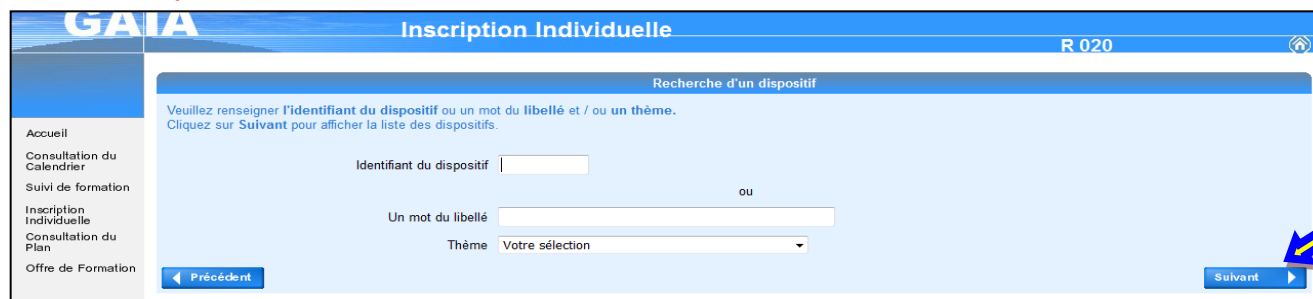 GAIA
Inscription Individuelle
R 020
Recherche d'un dispositif
Veuillez renseigner l'identifiant du dispositif ou un mot du libellé et / ou un thème.
Cliquez sur Suivant pour afficher la liste des dispositifs.
Accueil
Consultation du
Calendrier
Suivi de formation
Inscription
Individuelle
Consultation du
Plan
Offre de Formation
Identifiant du dispositif
ou
Un mot du libellé
Thème Votre sélection
Précédent
Suivant